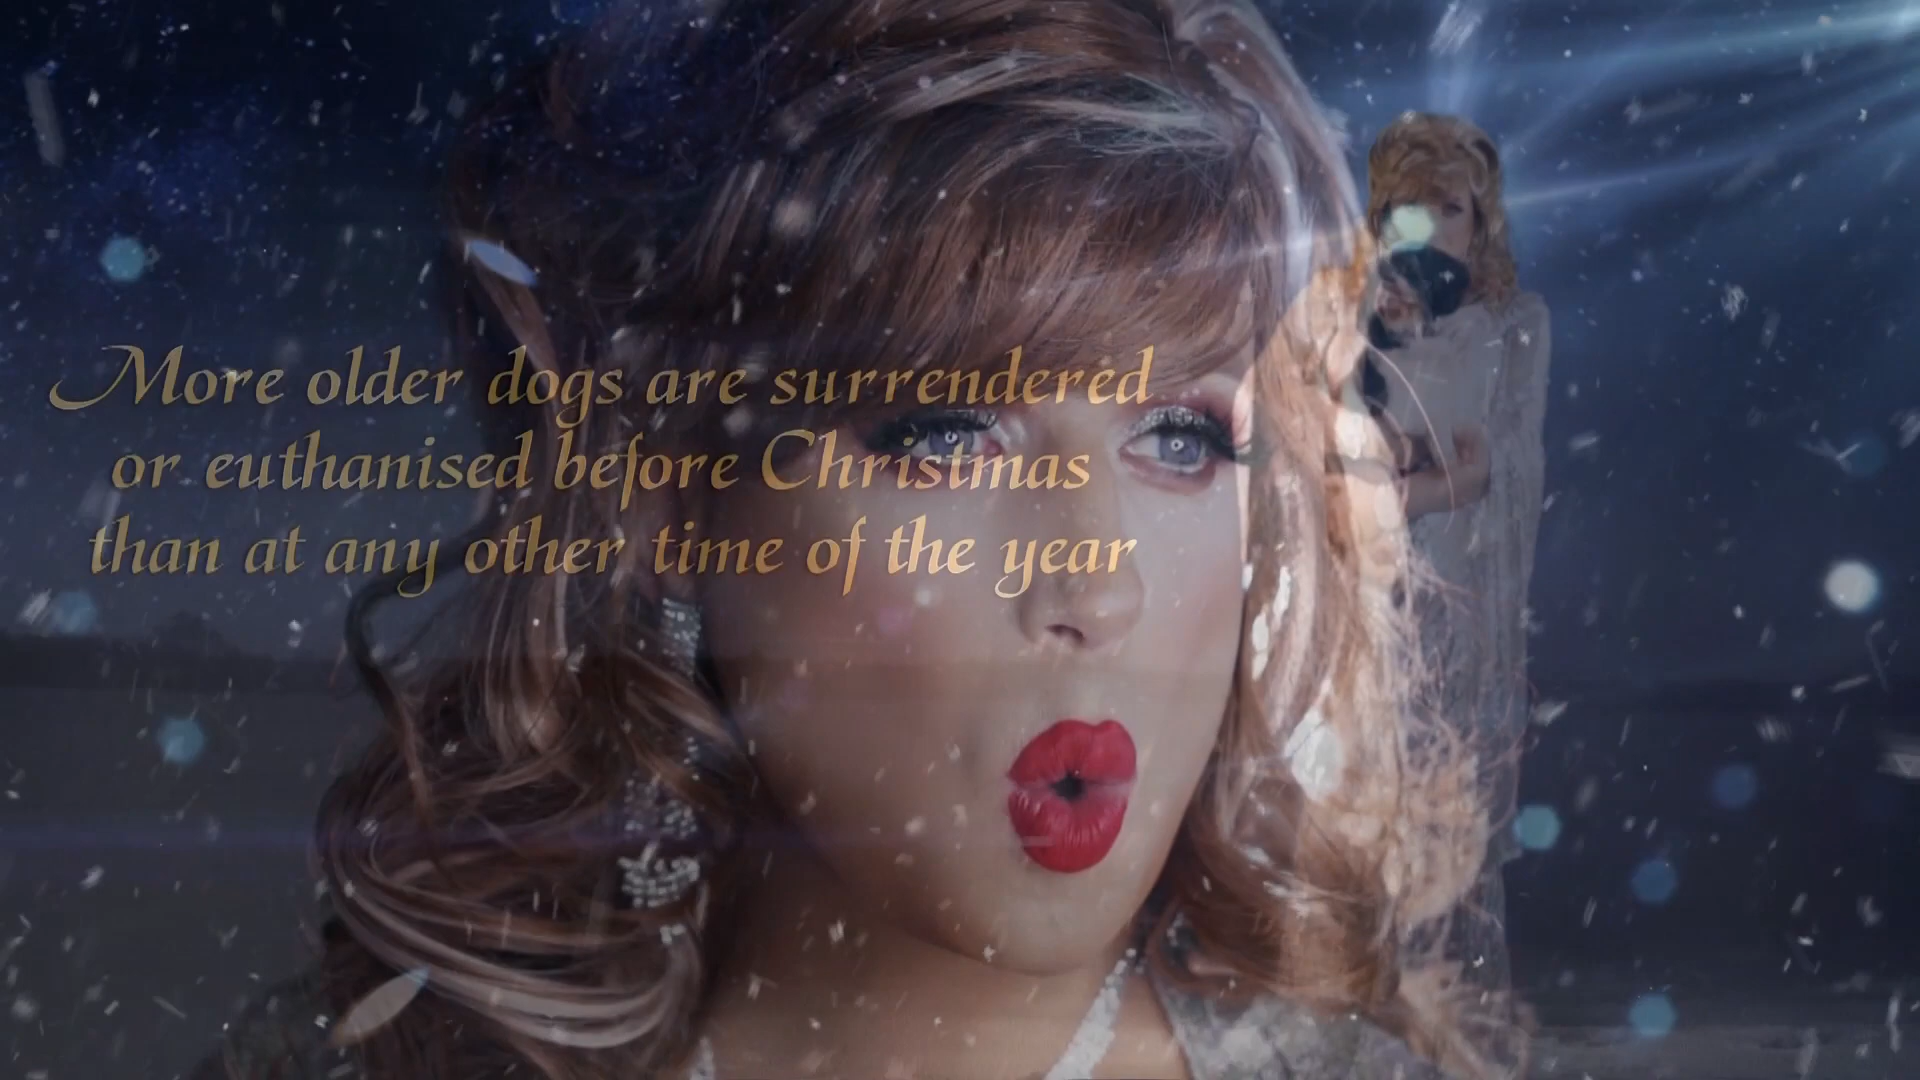 More older dogs are surrendered
or euthanised before Christmas
than at any other time of the year